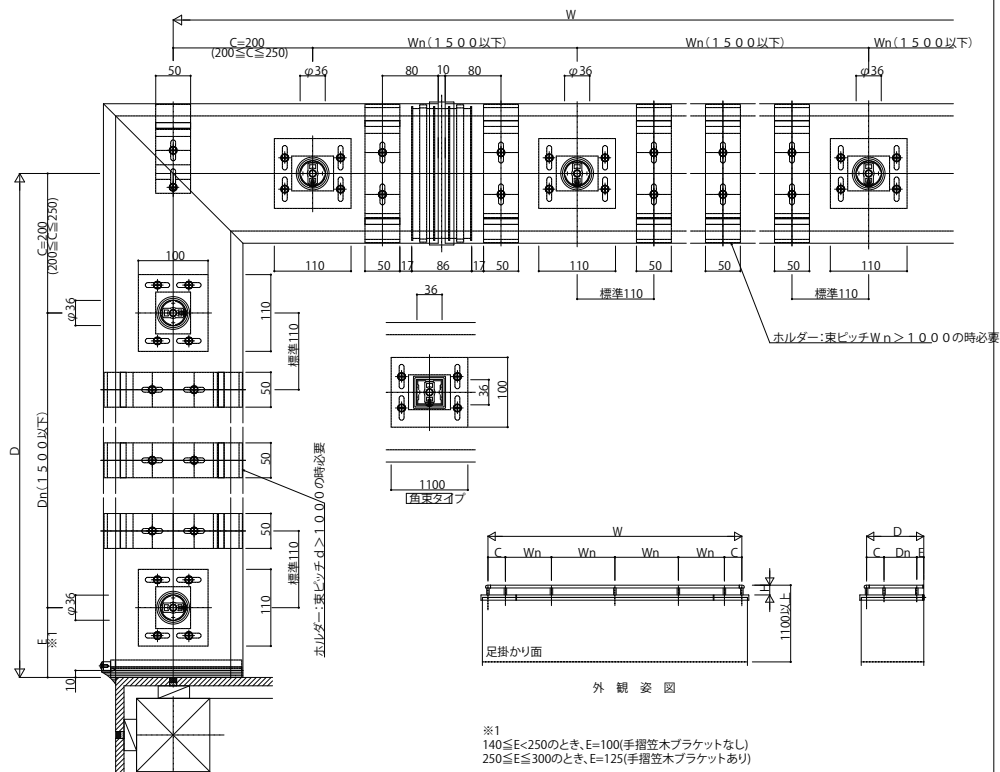 W
C=200
(200≦C≦250)
Wn(1500以下)
Wn(1500以下)
Wn(1500以下)
50
φ36
80
10
80
φ36
φ36
C=200
(200≦C≦250)
100
110
50
17
86
17
50
110
50
50
50
110
標準110
標準110
ホルダー:束ピッチWn>1000の時必要
φ36
110
標準110
50
36
36
100
1100
角束タイプ
D
Dn(1500以下)
50
50
標準110
110
ホルダー:束ピッチd>1000の時必要
φ36
E
※1
10
W
C
Wn
Wn
Wn
Wn
C
H
1100以上
足掛かり面
D
C
Dn
E
外観姿図
※1
140≦E<250のとき、E=100(手摺笠木ブラケットなし)
250≦E≦300のとき、E=125(手摺笠木ブラケットあり)